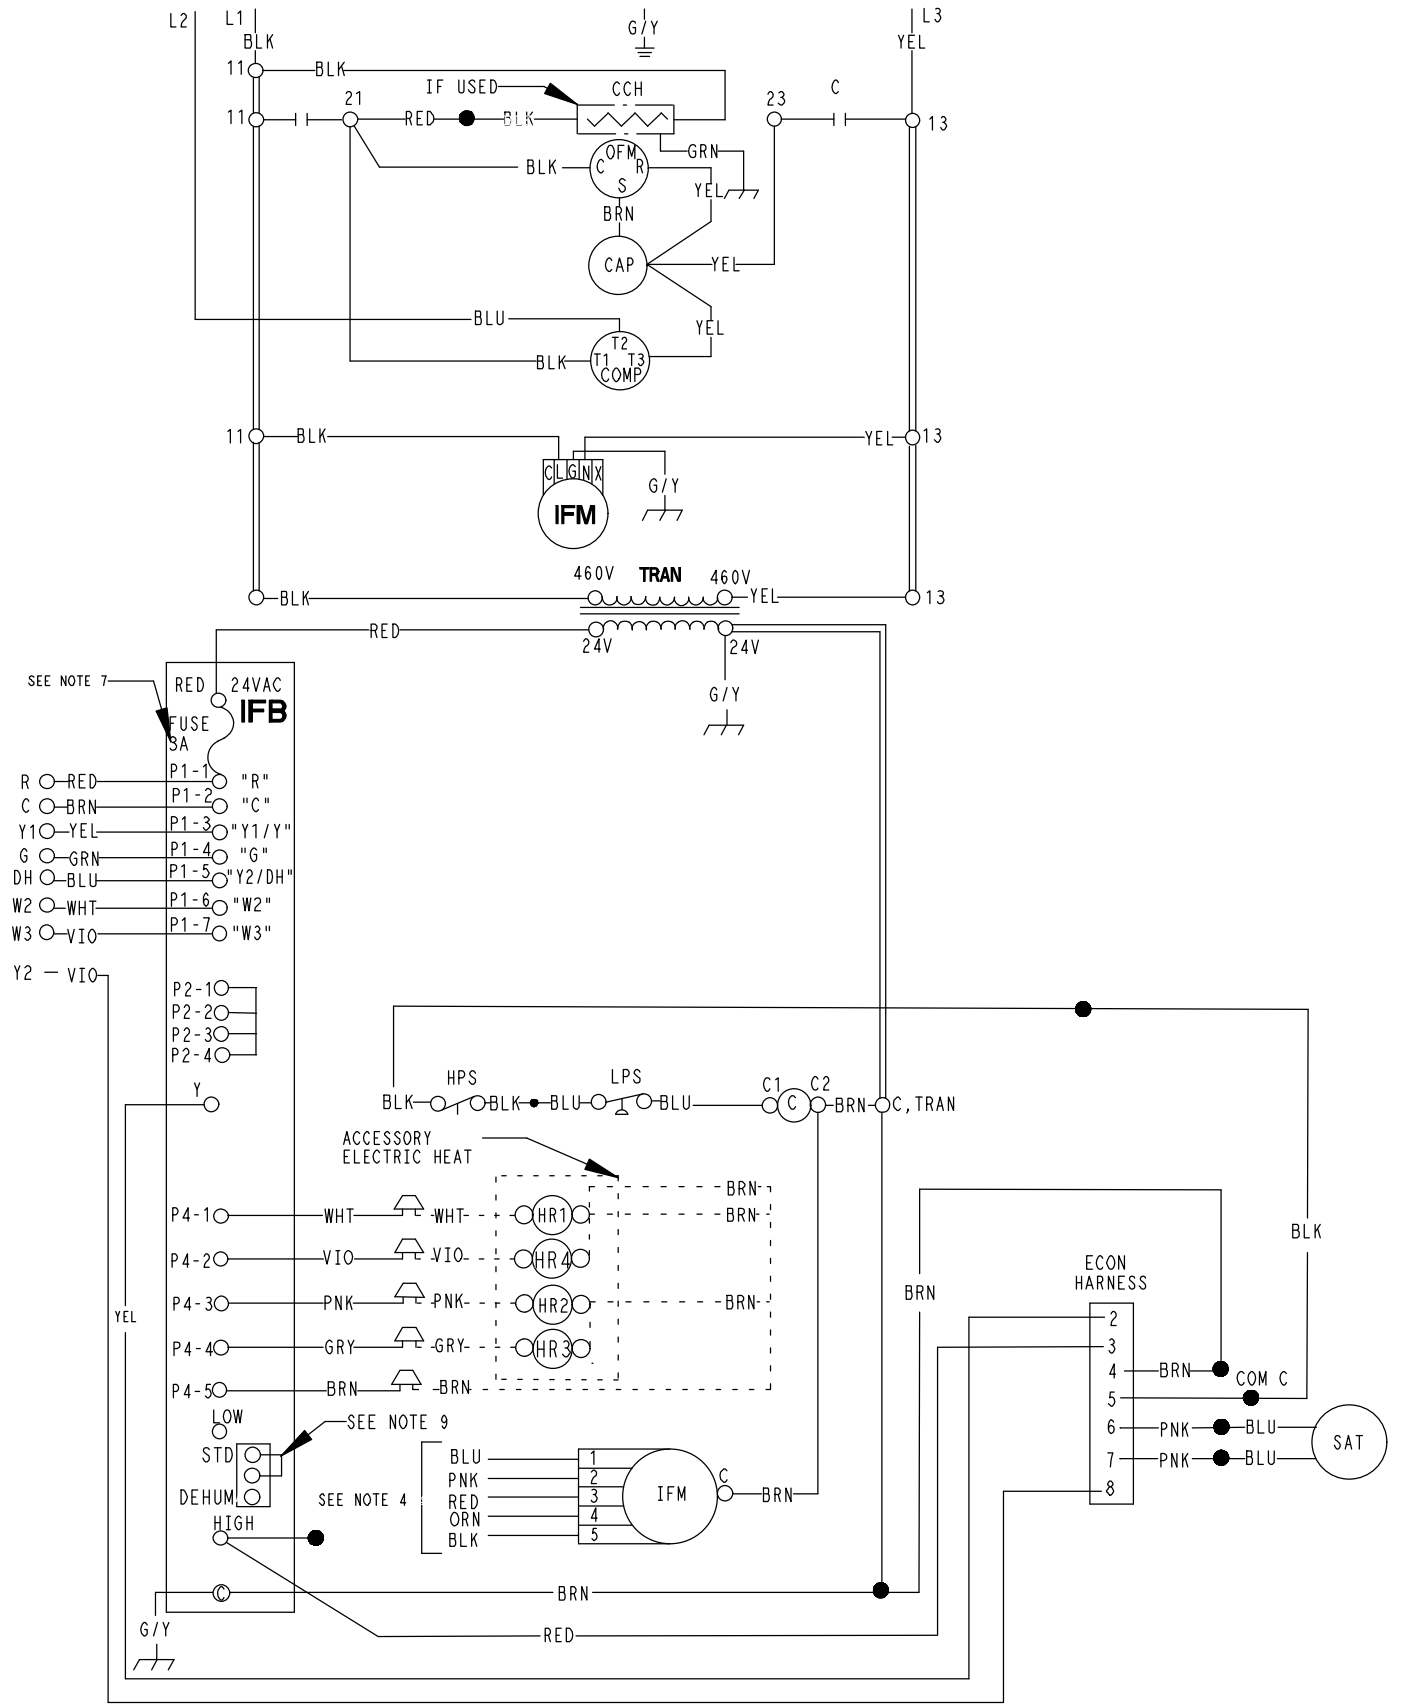 L2
L1
BLK
G/Y
L3
YEL
11
BLK
IF USED
CCH
C
11
21
RED
BLK
23
13
BLK
OFM
C
R
S
GRN
YEL
BRN
CAP
YEL
BLU
YEL
BLK
T2
T1 T3
COMP
11
BLK
YEL
13
C L G N X
G/Y
IFM
460V
TRAN
460V
BLK
YEL
13
RED
24V
24V
G/Y
SEE NOTE 7
RED
24VAC
IFB
FUSE
3A
R
RED
P1-1
"R"
C
BRN
P1-2
"C"
Y1
YEL
P1-3
"Y1/Y"
G
GRN
P1-4
"G"
DH
BLU
P1-5
"Y2/DH"
W2
WHT
P1-6
"W2"
W3
VIO
P1-7
"W3"
Y2
VIO
P2-1
P2-2
P2-3
P2-4
Y
HPS
LPS
BLK
BLK
BLU
BLU
C1
C
C2
BRN
C, TRAN
ACCESSORY
ELECTRIC HEAT
BRN
P4-1
WHT
WHT
HR1
BRN
BLK
P4-2
VIO
VIO
HR4
ECON
HARNESS
BRN
P4-3
PNK
PNK
HR2
BRN
YEL
2
P4-4
GRY
GRY
HR3
3
4
BRN
P4-5
BRN
BRN
COM C
5
LOW
SEE NOTE 9
6
PNK
BLU
STD
7
PNK
BLU
SAT
DEHUM
8
HIGH
SEE NOTE 4
BLU
PNK
RED
ORN
BLK
1
2
3
4
5
IFM
C
BRN
C
BRN
G/Y
RED